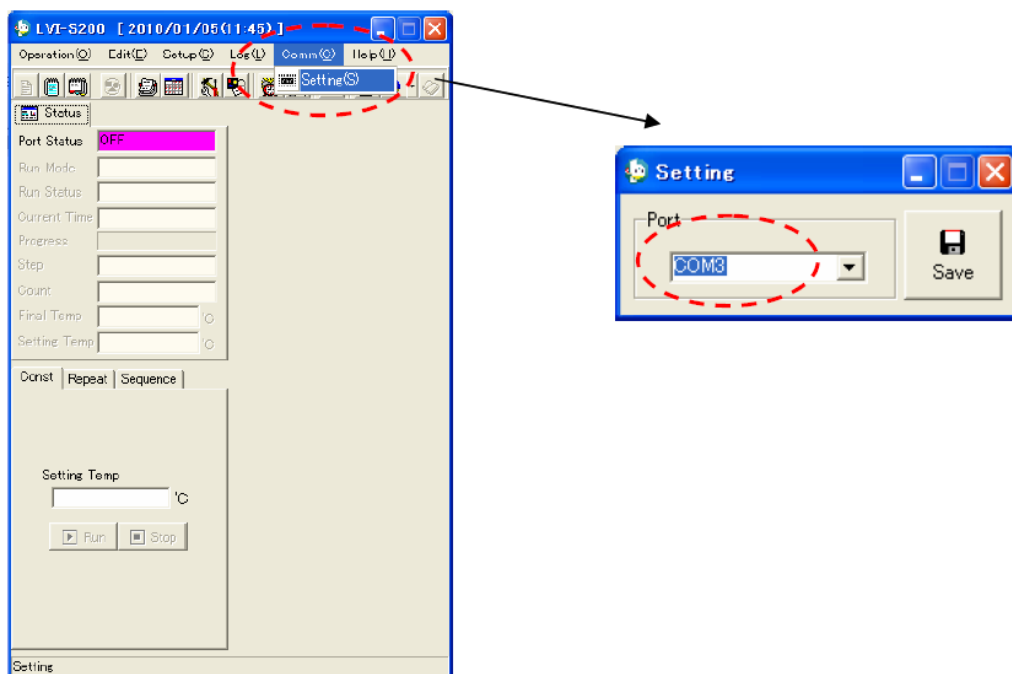 LVI-S200 [ 2010/01/05(11:45) ]
Operation(O) Edit(E) Setup(C) Log(L) Comm(O) Help(U)
Setting(S)
Status
Port Status OFF
Run Mode
Run Status
Current Time
Progress
Step
Count
Final Temp 'C
Setting Temp 'C
Const Repeat Sequence
Setting Temp
'C
Run Stop
Setting
Setting
Port
COM3
Save